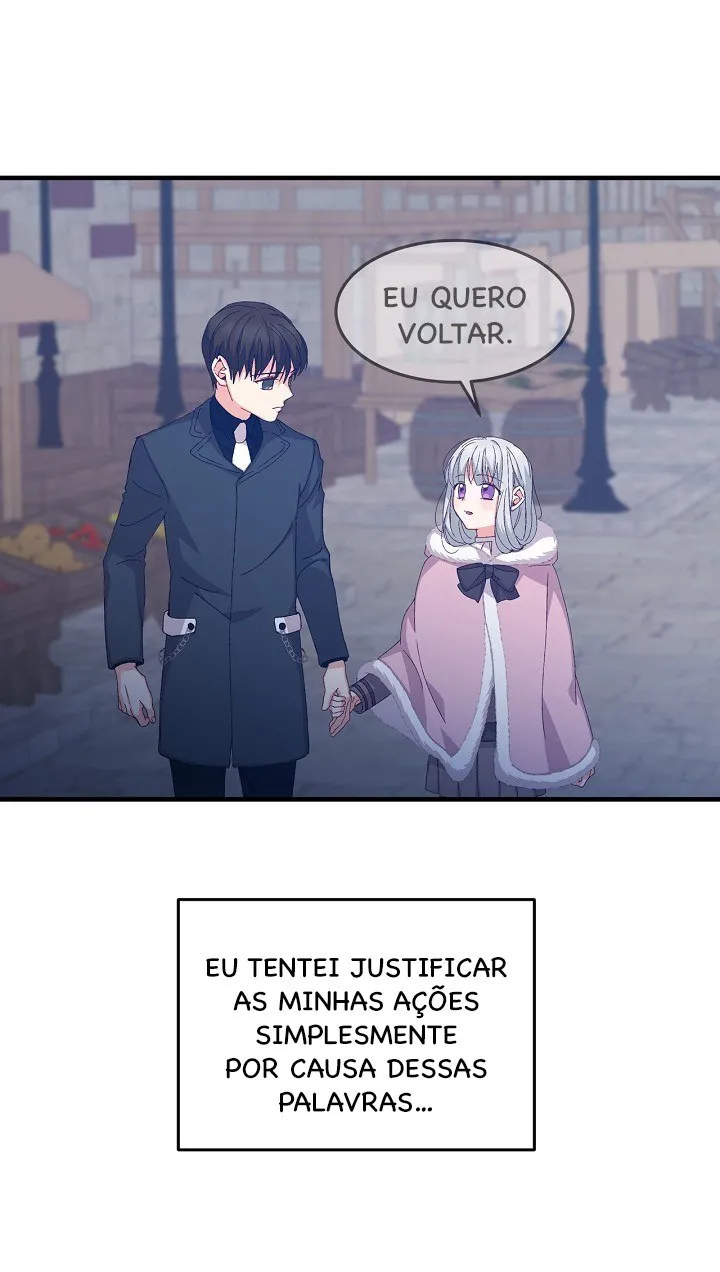 EU QUERO
VOLTAR.
EU TENTEI JUSTIFICAR
AS MINHAS AÇÕES
SIMPLESMENTE
POR CAUSA DESSAS
PALAVRAS...